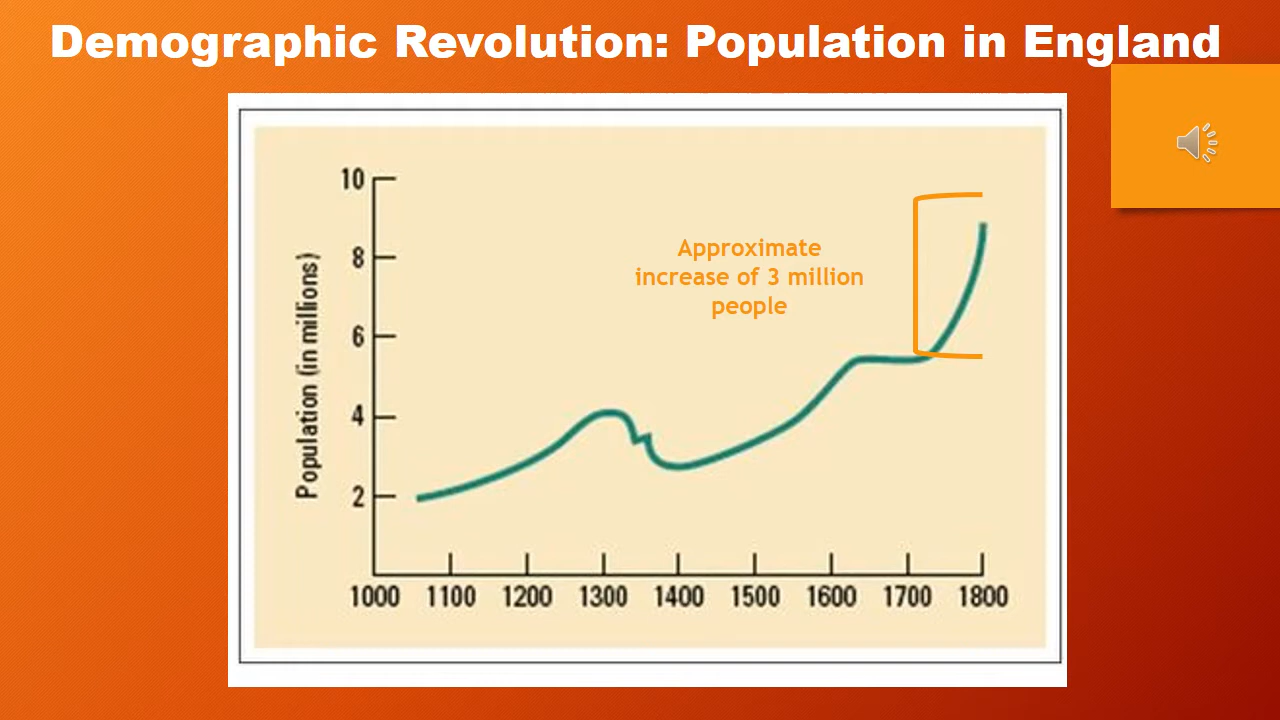 Demographic Revolution: Population in England
10
8
6
4
2
Population (in millions)
Approximate
increase of 3 million
people
1000 1100 1200 1300 1400 1500 1600 1700 1800